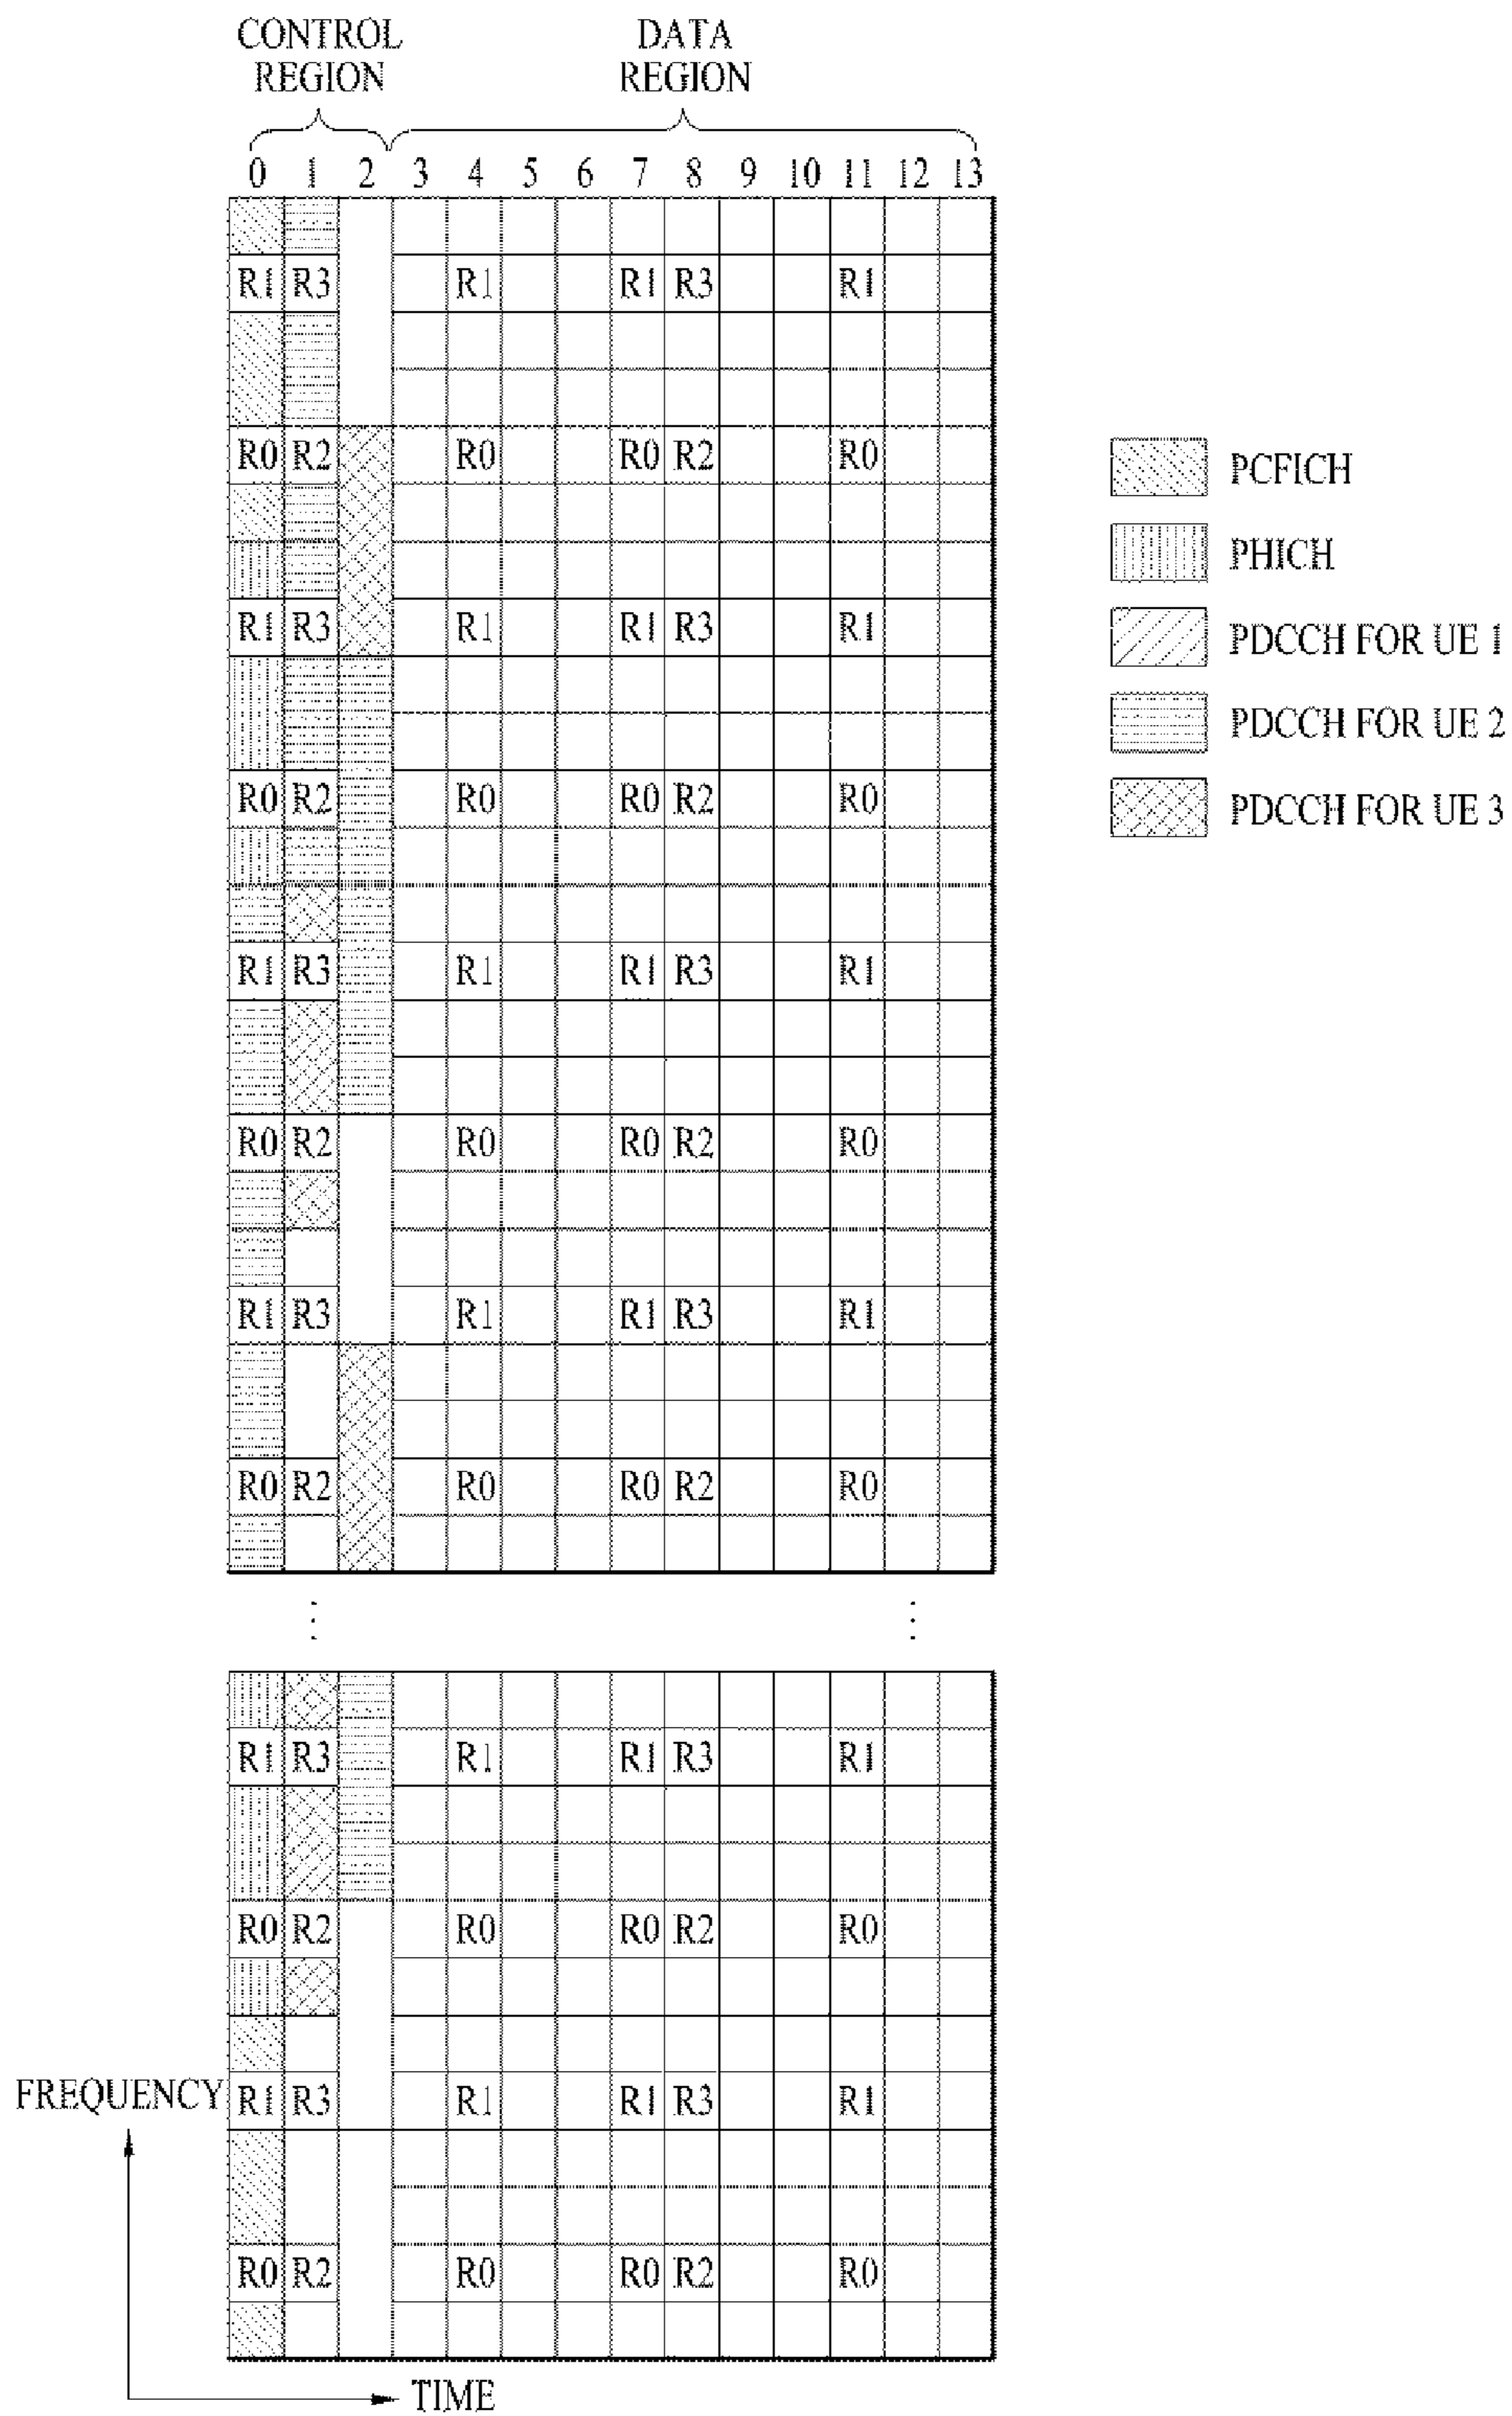 CONTROL REGION
DATA REGION
0 1 2 3 4 5 6 7 8 9 10 11 12 13
R1 R3 R1 R1 R3 R1
R0 R2 R0 R0 R2 R0
PCFICH
PHICH
R1 R3 R1 R1 R3 R1
PDCCH FOR UE 1
PDCCH FOR UE 2
R0 R2 R0 R0 R2 R0
PDCCH FOR UE 3
R1 R3 R1 R1 R3 R1
R0 R2 R0 R0 R2 R0
R1 R3 R1 R1 R3 R1
R0 R2 R0 R0 R2 R0
R1 R3 R1 R1 R3 R1
R0 R2 R0 R0 R2 R0
FREQUENCY
R1 R3 R1 R1 R3 R1
R0 R2 R0 R0 R2 R0
TIME